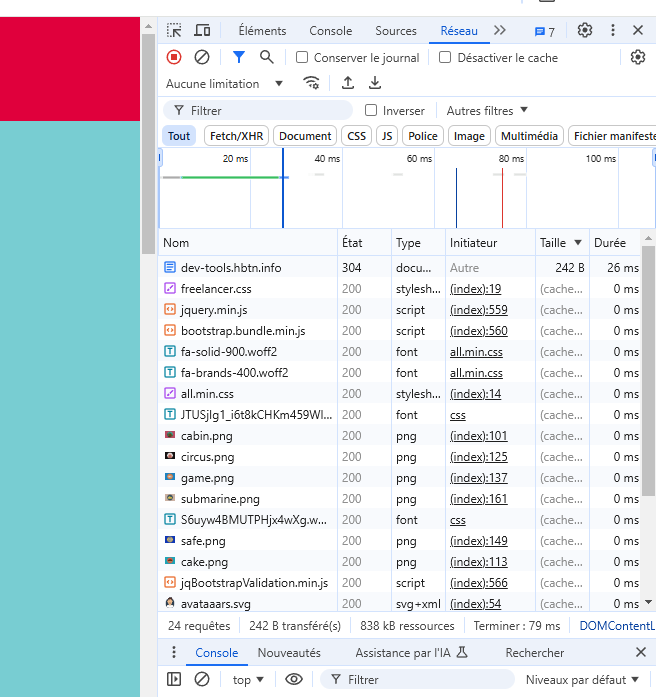 Éléments Console Sources Réseau 7
Conserver le journal Désactiver le cache
Aucune limitation
Filtrer Inverser Autres filtres
Tout Fetch/XHR Document CSS JS Police Image Multimédia Fichier manifeste
20 ms 40 ms 60 ms 80 ms 100 ms
Nom État Type Initiateur Taille Durée
dev-tools.hbtn.info 304 docu... Autre 242 B 26 ms
freelancer.css 200 stylesh... (index):19 (cache... 0 ms
jquery.min.js 200 script (index):559 (cache... 0 ms
bootstrap.bundle.min.js 200 script (index):560 (cache... 0 ms
fa-solid-900.woff2 200 font all.min.css (cache... 0 ms
fa-brands-400.woff2 200 font all.min.css (cache... 0 ms
all.min.css 200 stylesh... (index):14 (cache... 0 ms
JTUSjIg1_i6t8kCHKm459Wl... 200 font css (cache... 0 ms
cabin.png 200 png (index):101 (cache... 0 ms
circus.png 200 png (index):125 (cache... 0 ms
game.png 200 png (index):137 (cache... 0 ms
submarine.png 200 png (index):161 (cache... 0 ms
S6uyw4BMUTPHjx4wXg.w... 200 font css (cache... 0 ms
safe.png 200 png (index):149 (cache... 0 ms
cake.png 200 png (index):113 (cache... 0 ms
jqBootstrapValidation.min.js 200 script (index):566 (cache... 0 ms
avataaars.svg 200 svg+xml (index):54 (cache... 0 ms
24 requêtes 242 B transféré(s) 838 kB ressources Terminer : 79 ms DOMContentL
Console Nouveautés Assistance par l'IA Rechercher
top Filtrer Niveaux par défaut